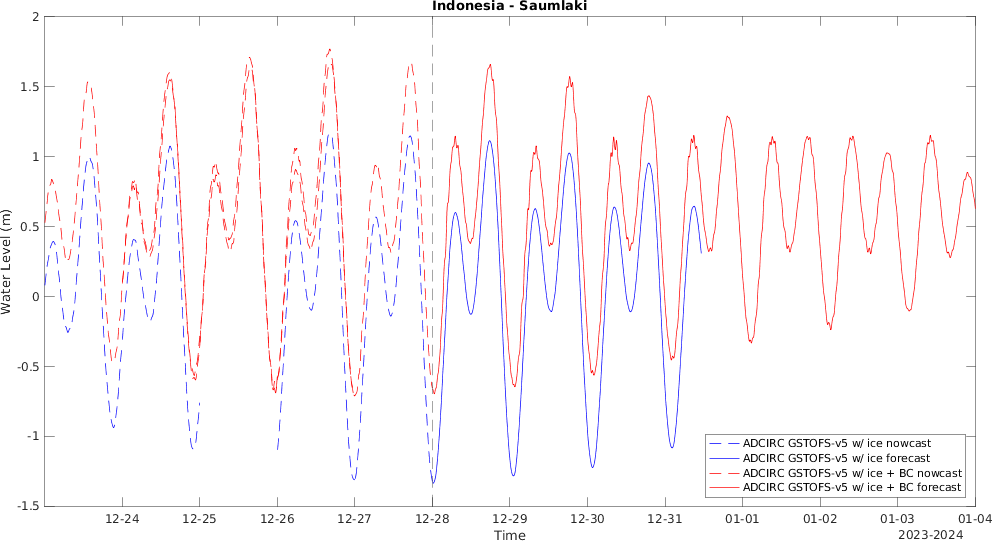 Indonesia - Saumlaki
2
1.5
1
0.5
0
-0.5
-1
-1.5
Water Level (m)
12-24 12-25 12-26 12-27 12-28 12-29 12-30 12-31 01-01 01-02 01-03 01-04
Time
2023-2024
ADCIRC GSTOFS-v5 w/ ice nowcast
ADCIRC GSTOFS-v5 w/ ice forecast
ADCIRC GSTOFS-v5 w/ ice + BC nowcast
ADCIRC GSTOFS-v5 w/ ice + BC forecast